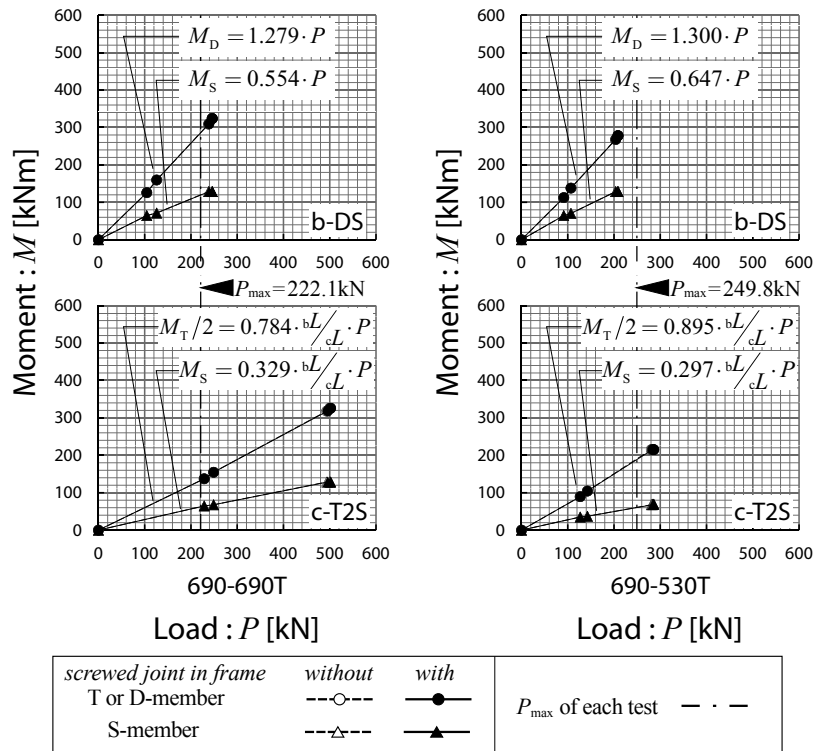 Moment : M [kNm]
600
500
400
300
200
100
0
M_D = 1.279 · P
M_S = 0.554 · P
b-DS
0 100 200 300 400 500 600
P_max = 222.1kN
600
500
400
300
200
100
0
M_T/2 = 0.784 · ᵇL/cL · P
M_S = 0.329 · ᵇL/cL · P
c-T2S
0 100 200 300 400 500 600
690-690T
Load : P [kN]
Moment : M [kNm]
600
500
400
300
200
100
0
M_D = 1.300 · P
M_S = 0.647 · P
b-DS
0 100 200 300 400 500 600
P_max = 249.8kN
600
500
400
300
200
100
0
M_T/2 = 0.895 · ᵇL/cL · P
M_S = 0.297 · ᵇL/cL · P
c-T2S
0 100 200 300 400 500 600
690-530T
Load : P [kN]
screwed joint in frame without with
T or D-member
S-member
P_max of each test